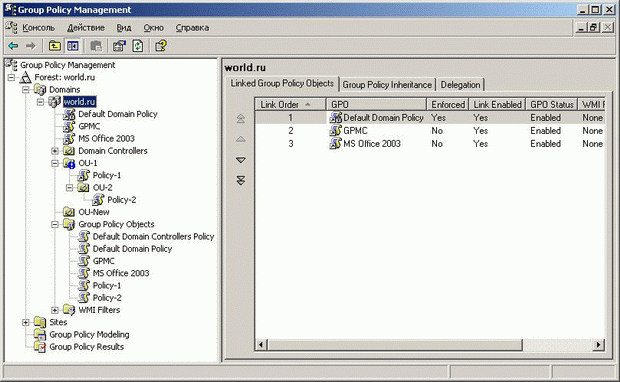 Group Policy Management
Консоль Действие Вид Окно Справка
Group Policy Management
Forest: world.ru
Domains
world.ru
Default Domain Policy
GPMC
MS Office 2003
Domain Controllers
OU-1
Policy-1
OU-2
Policy-2
OU-New
Group Policy Objects
Default Domain Controllers Policy
Default Domain Policy
GPMC
MS Office 2003
Policy-1
Policy-2
WMI Filters
Sites
Group Policy Modeling
Group Policy Results
world.ru
Linked Group Policy Objects Group Policy Inheritance Delegation
Link Order GPO Enforced Link Enabled GPO Status WMI F
1 Default Domain Policy Yes Yes Enabled None
2 GPMC No Yes Enabled None
3 MS Office 2003 No Yes Enabled None